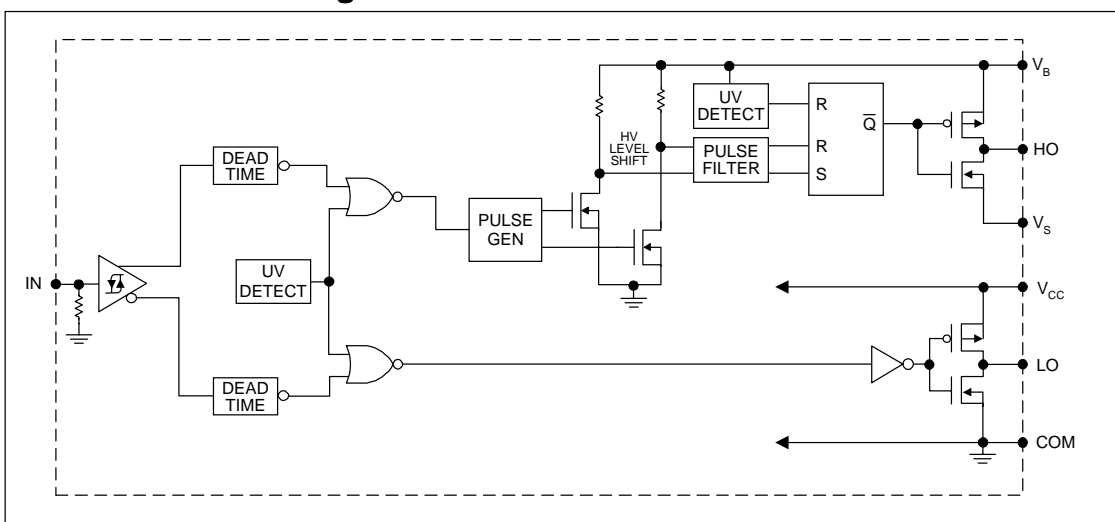 V_B
UV
DETECT
R
Q̅
HV
LEVEL
SHIFT
R
PULSE
FILTER
S
HO
DEAD
TIME
PULSE
GEN
V_S
IN
UV
DETECT
V_CC
LO
DEAD
TIME
COM